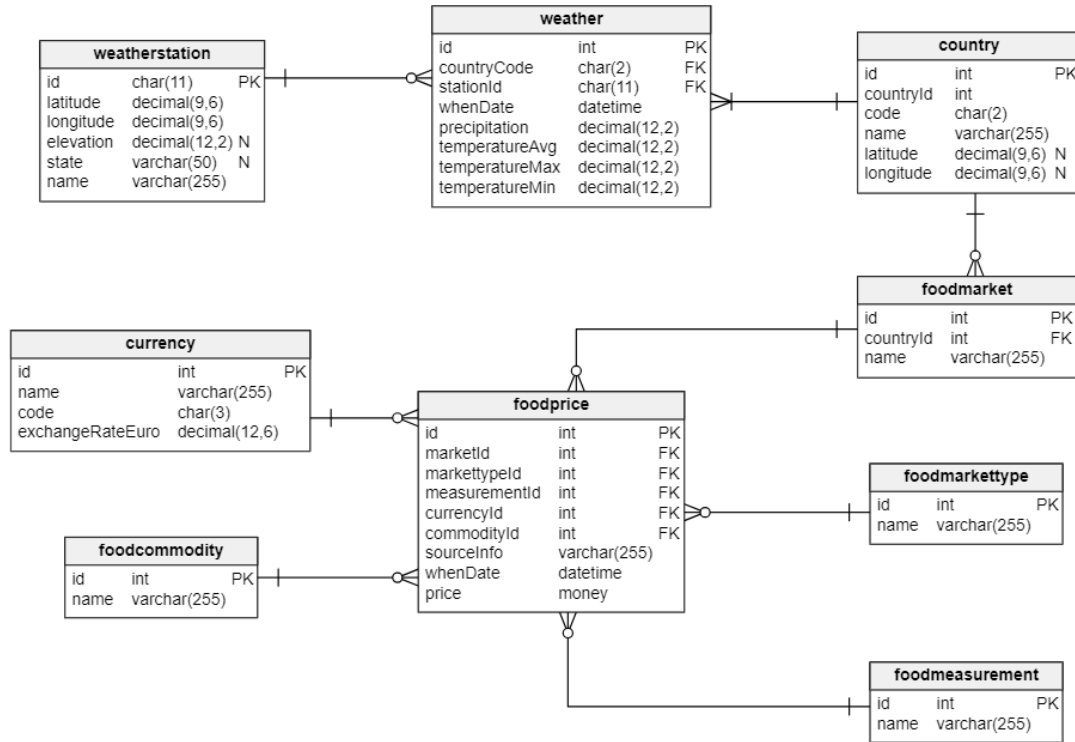 weatherstation
id char(11) PK
latitude decimal(9,6)
longitude decimal(9,6)
elevation decimal(12,2) N
state varchar(50) N
name varchar(255)
weather
id int PK
countryCode char(2) FK
stationId char(11) FK
whenDate datetime
precipitation decimal(12,2)
temperatureAvg decimal(12,2)
temperatureMax decimal(12,2)
temperatureMin decimal(12,2)
country
id int PK
countryId int
code char(2)
name varchar(255)
latitude decimal(9,6) N
longitude decimal(9,6) N
foodmarket
id int PK
countryId int FK
name varchar(255)
currency
id int PK
name varchar(255)
code char(3)
exchangeRateEuro decimal(12,6)
foodprice
id int PK
marketId int FK
markettypeId int FK
measurementId int FK
currencyId int FK
commodityId int FK
sourceInfo varchar(255)
whenDate datetime
price money
foodmarkettype
id int PK
name varchar(255)
foodcommodity
id int PK
name varchar(255)
foodmeasurement
id int PK
name varchar(255)